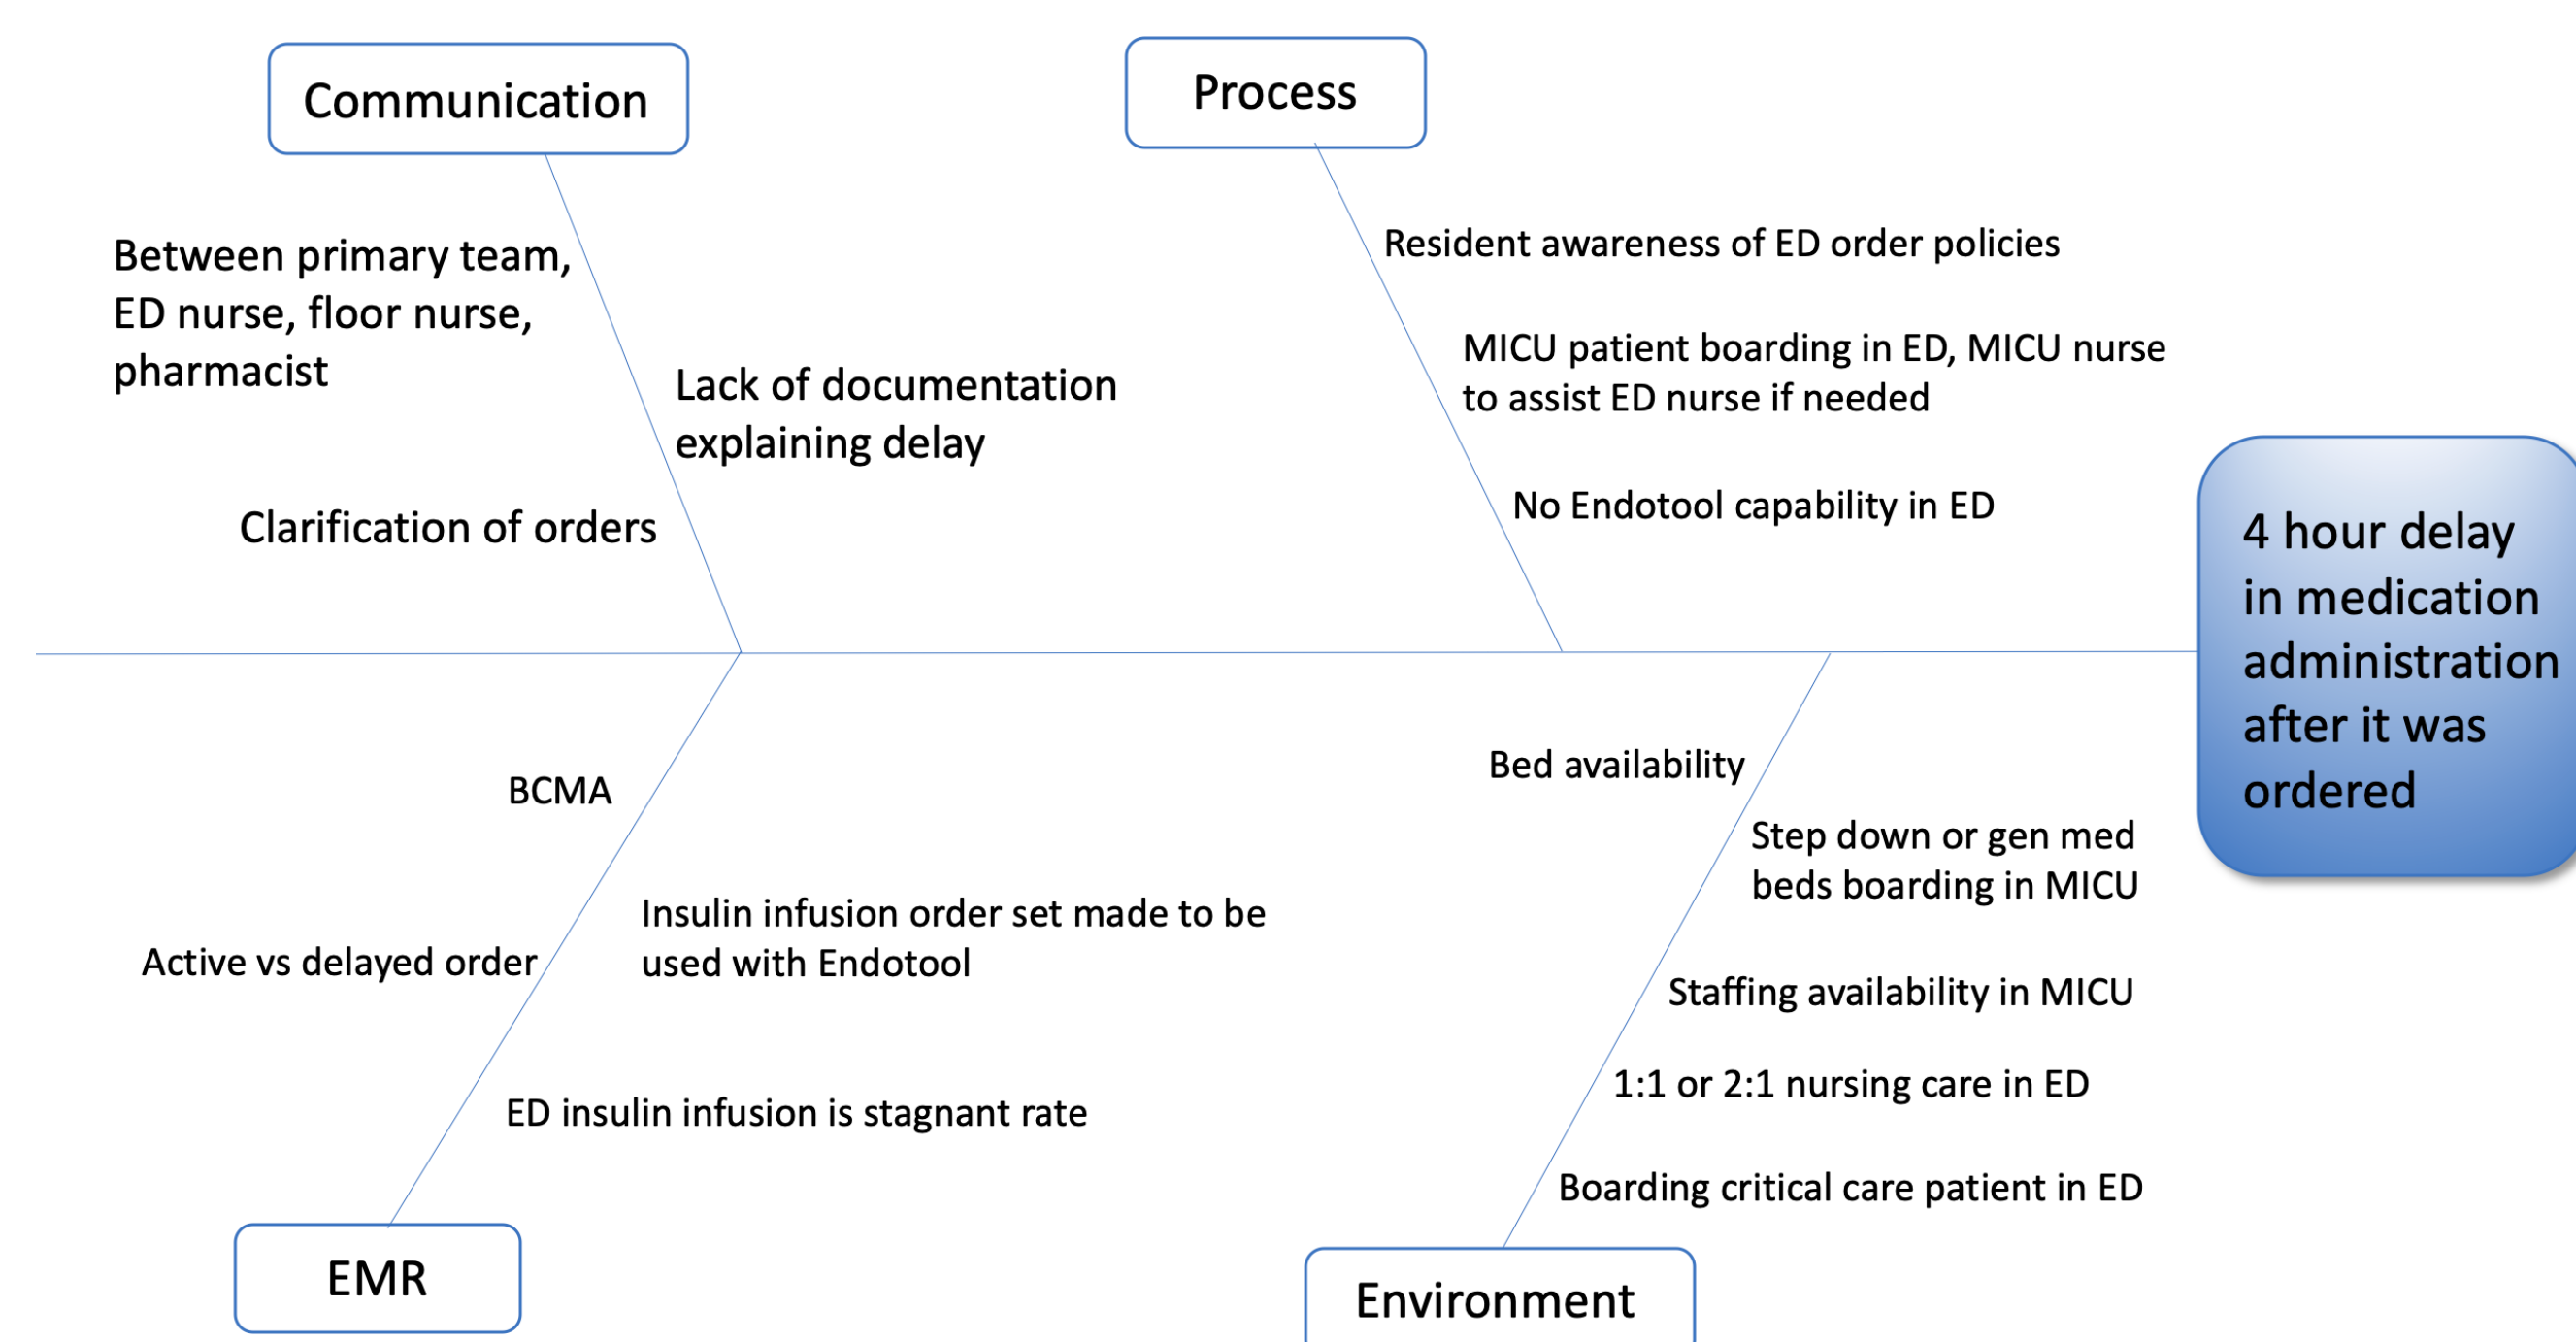 Communication
Between primary team,
ED nurse, floor nurse,
pharmacist
Lack of documentation
explaining delay
Clarification of orders
Process
Resident awareness of ED order policies
MICU patient boarding in ED, MICU nurse
to assist ED nurse if needed
No Endotool capability in ED
4 hour delay
in medication
administration
after it was
ordered
BCMA
Active vs delayed order
Insulin infusion order set made to be
used with Endotool
ED insulin infusion is stagnant rate
EMR
Bed availability
Step down or gen med
beds boarding in MICU
Staffing availability in MICU
1:1 or 2:1 nursing care in ED
Boarding critical care patient in ED
Environment